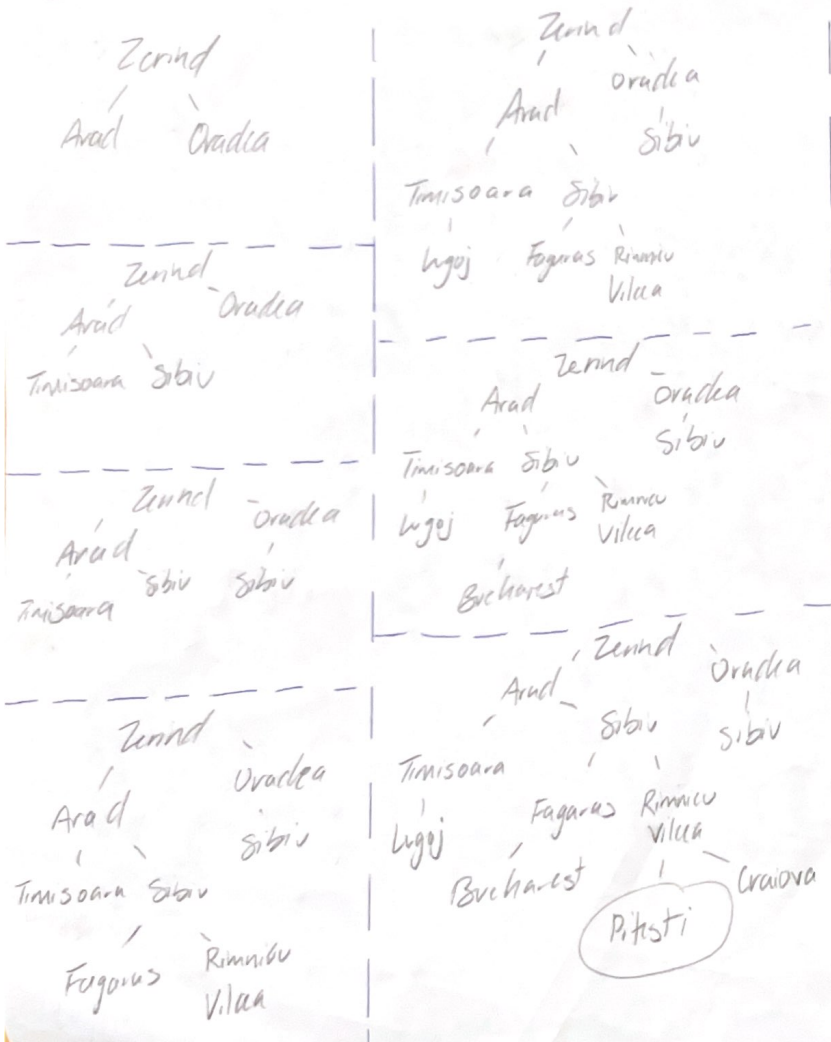 Zerind
Arad Oradea
Zerind
Arad Oradea
Timisoara Sibiu
Zerind
Oradea
Arad
Timisoara Sibiu Sibiu
Zerind
Oradea
Arad
Sibiu
Timisoara Sibiu
Fagaras Rimnicu
Vilcea
Zerind
Oradea
Arad
Sibiu
Timisoara Sibiu
Lugoj Fagaras Rimnicu
Vilcea
Zerind
Arad Oradea
Sibiu
Timisoara Sibiu
Lugoj Fagaras Rimnicu
Vilcea
Bucharest
Zerind
Arad Oradea
Sibiu Sibiu
Timisoara
Fagaras Rimnicu
Lugoj Vilcea
Bucharest Craiova
Pitesti